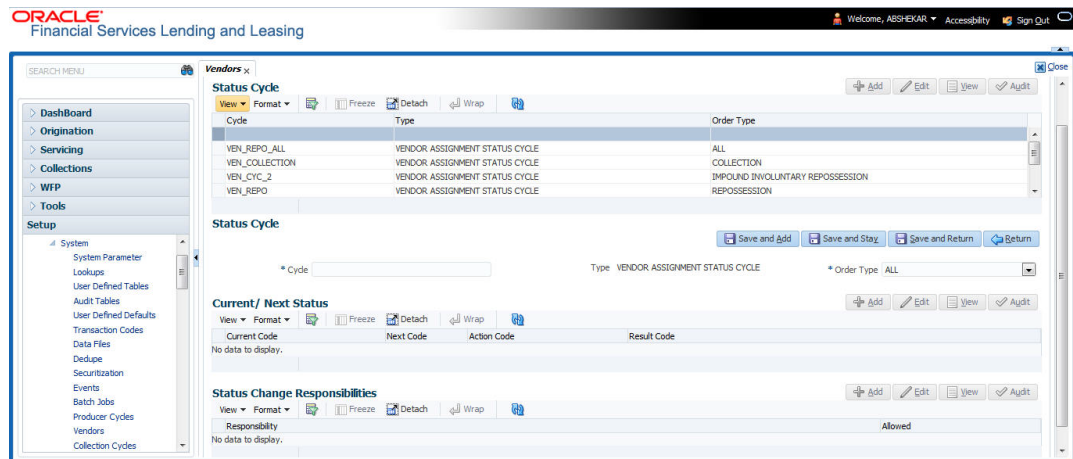 ORACLE®
Financial Services Lending and Leasing
Welcome, ABSHEKAR Accessibility Sign Out
SEARCH MENU
DashBoard
Origination
Servicing
Collections
WFP
Tools
Setup
System
System Parameter
Lookups
User Defined Tables
Audit Tables
User Defined Defaults
Transaction Codes
Data Files
Dedupe
Securitization
Events
Batch Jobs
Producer Cycles
Vendors
Collection Cycles
Vendors x
Close
Status Cycle
Add Edit View Audit
View Format Freeze Detach Wrap
Cycle Type Order Type
VEN_REPO_ALL VENDOR ASSIGNMENT STATUS CYCLE ALL
VEN_COLLECTION VENDOR ASSIGNMENT STATUS CYCLE COLLECTION
VEN_CYC_2 VENDOR ASSIGNMENT STATUS CYCLE IMPOUND INVOLUNTARY REPOSSESSION
VEN_REPO VENDOR ASSIGNMENT STATUS CYCLE REPOSSESSION
Status Cycle
Save and Add Save and Stay Save and Return Return
* Cycle Type VENDOR ASSIGNMENT STATUS CYCLE * Order Type ALL
Current/ Next Status
Add Edit View Audit
View Format Freeze Detach Wrap
Current Code Next Code Action Code Result Code
No data to display.
Status Change Responsibilities
Add Edit View Audit
View Format Freeze Detach Wrap
Responsibility Allowed
No data to display.